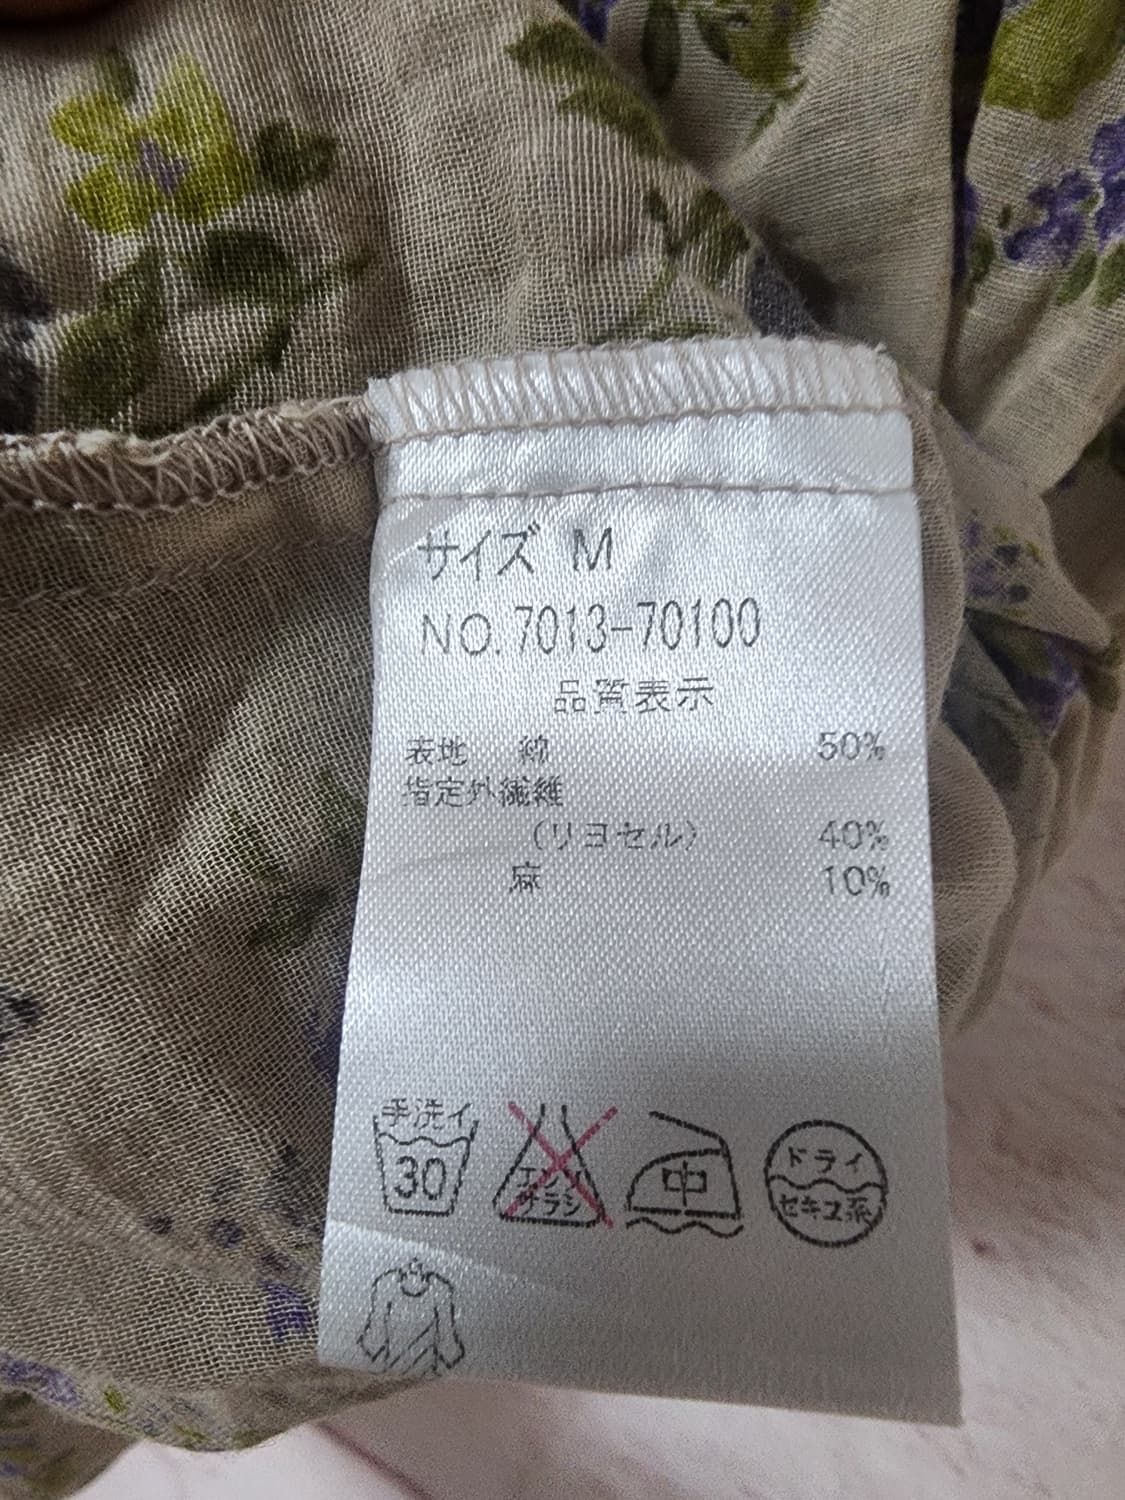 サイズ M
NO.7013-70100
品質表示
表地 綿 50%
指定外繊維
(リヨセル) 40%
麻 10%
手洗イ
30
エンソ
サラシ
中
ドライ
セキユ系